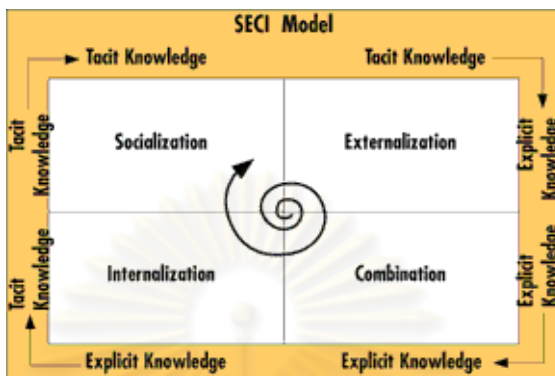 SECI Model
Tacit Knowledge
Tacit Knowledge
Tacit
Knowledge
Socialization
Externalization
Explicit
Knowledge
Tacit
Knowledge
Internalization
Combination
Explicit
Knowledge
Explicit Knowledge
Explicit Knowledge